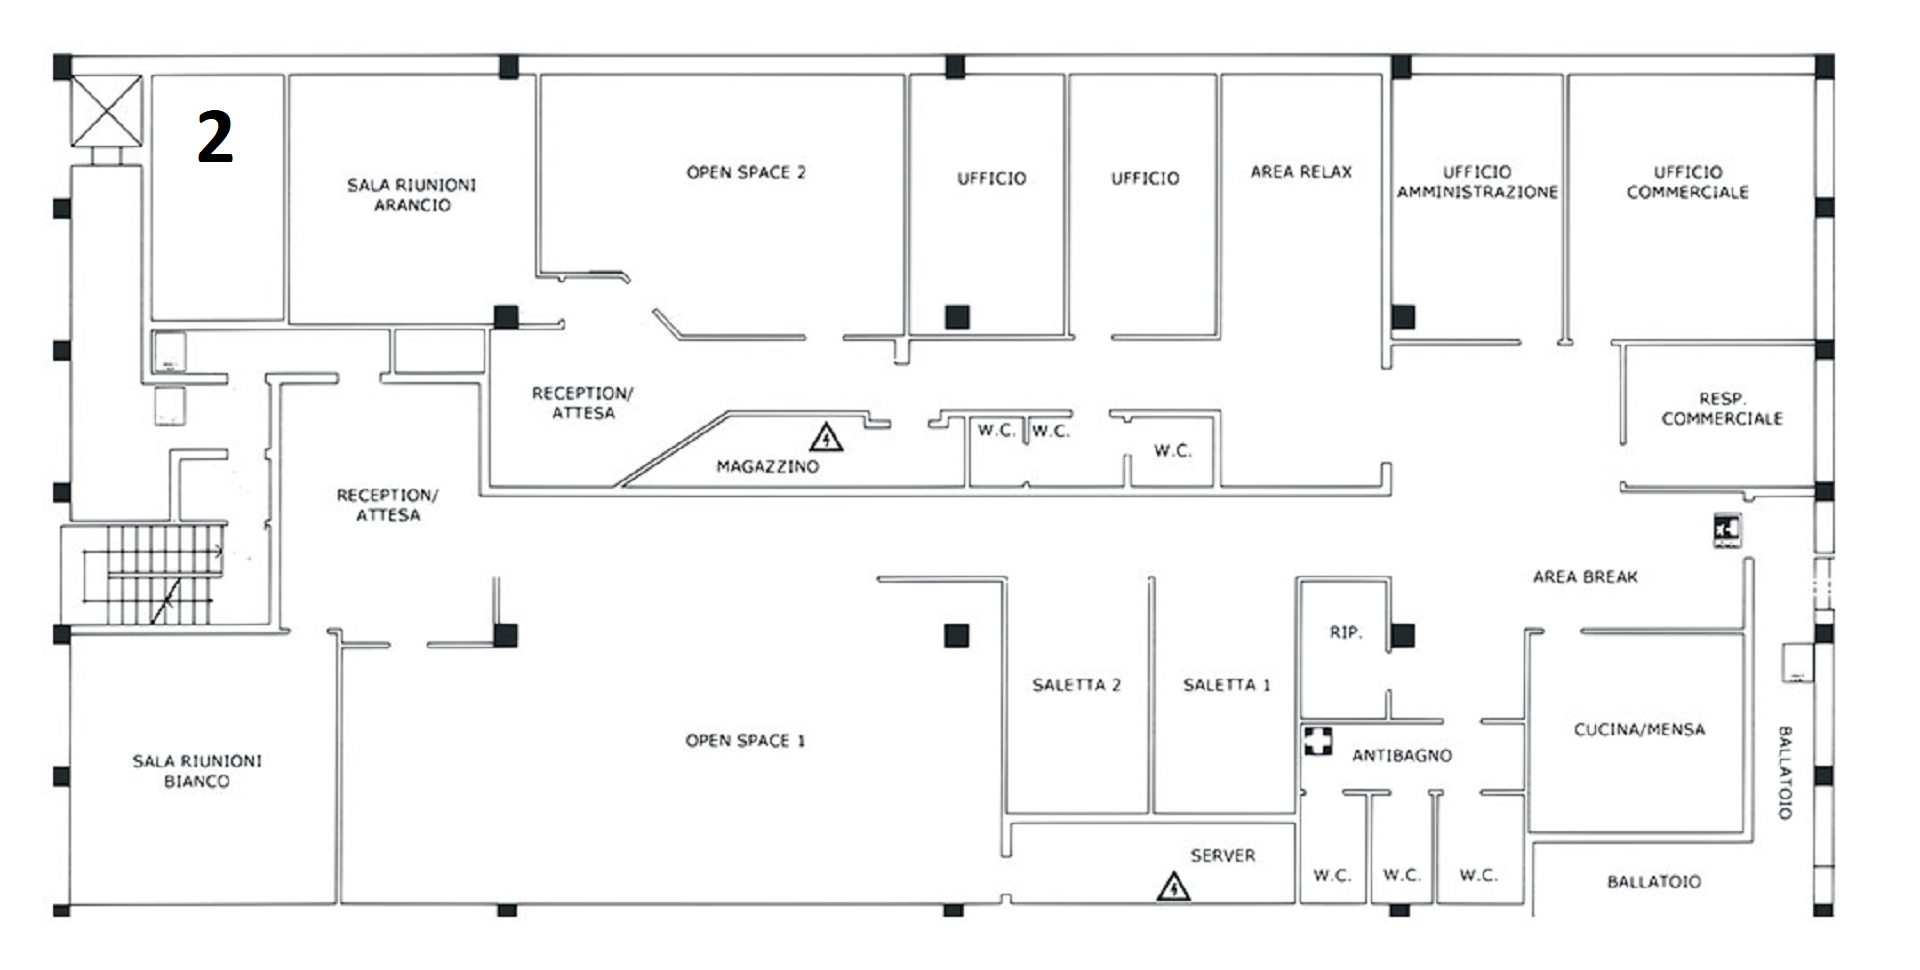 2
SALA RIUNIONI
ARANCIO
OPEN SPACE 2
UFFICIO
UFFICIO
AREA RELAX
UFFICIO
AMMINISTRAZIONE
UFFICIO
COMMERCIALE
RECEPTION/
ATTESA
MAGAZZINO
W.C.
W.C.
W.C.
RESP.
COMMERCIALE
RECEPTION/
ATTESA
AREA BREAK
RIP.
SALETTA 2
SALETTA 1
OPEN SPACE 1
SALA RIUNIONI
BIANCO
ANTIBAGNO
CUCINA/MENSA
BALLATOIO
SERVER
W.C.
W.C.
W.C.
BALLATOIO